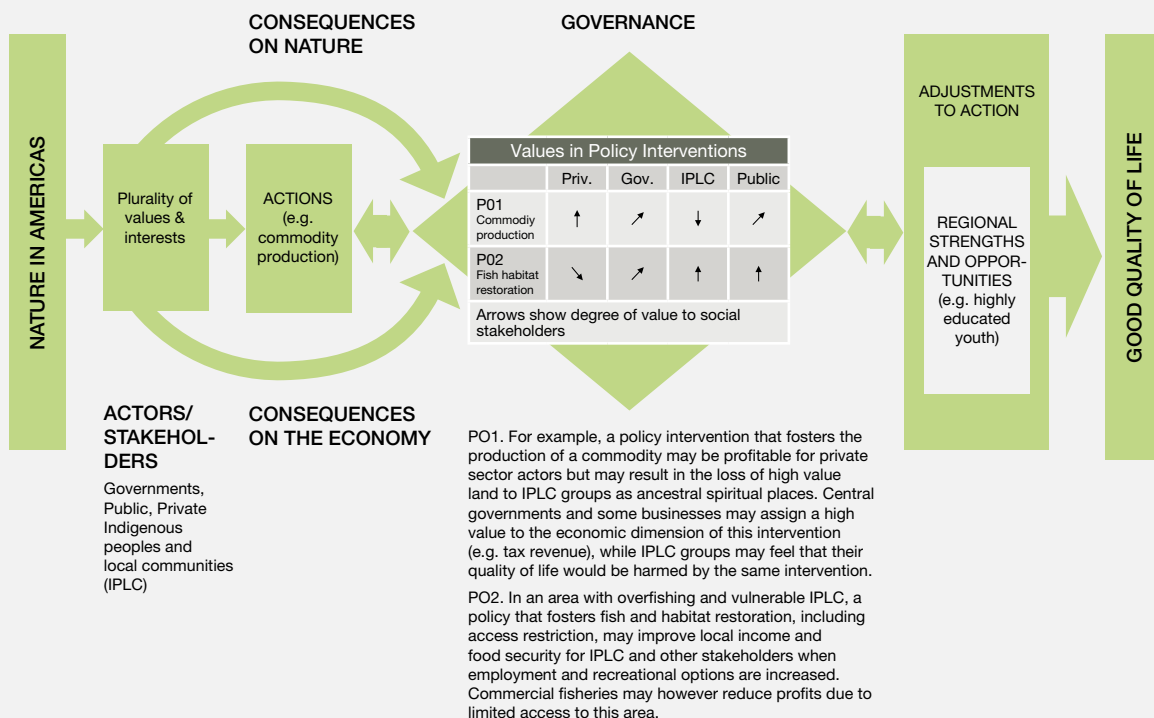 NATURE IN AMERICAS
CONSEQUENCES
ON NATURE
Plurality of
values &
interests
ACTIONS
(e.g.
commodity
production)
ACTORS/
STAKEHOL-
DERS
Governments,
Public, Private
Indigenous
peoples and
local communities
(IPLC)
CONSEQUENCES
ON THE ECONOMY
GOVERNANCE
Values in Policy Interventions
Priv. Gov. IPLC Public
P01
Commodiy
production
↑ ↗ ↓ ↗
P02
Fish habitat
restoration
↘ ↗ ↑ ↑
Arrows show degree of value to social
stakeholders
PO1. For example, a policy intervention that fosters the
production of a commodity may be profitable for private
sector actors but may result in the loss of high value
land to IPLC groups as ancestral spiritual places. Central
governments and some businesses may assign a high
value to the economic dimension of this intervention
(e.g. tax revenue), while IPLC groups may feel that their
quality of life would be harmed by the same intervention.
PO2. In an area with overfishing and vulnerable IPLC, a
policy that fosters fish and habitat restoration, including
access restriction, may improve local income and
food security for IPLC and other stakeholders when
employment and recreational options are increased.
Commercial fisheries may however reduce profits due to
limited access to this area.
ADJUSTMENTS
TO ACTION
REGIONAL
STRENGTHS
AND OPPOR-
TUNITIES
(e.g. highly
educated
youth)
GOOD QUALITY OF LIFE